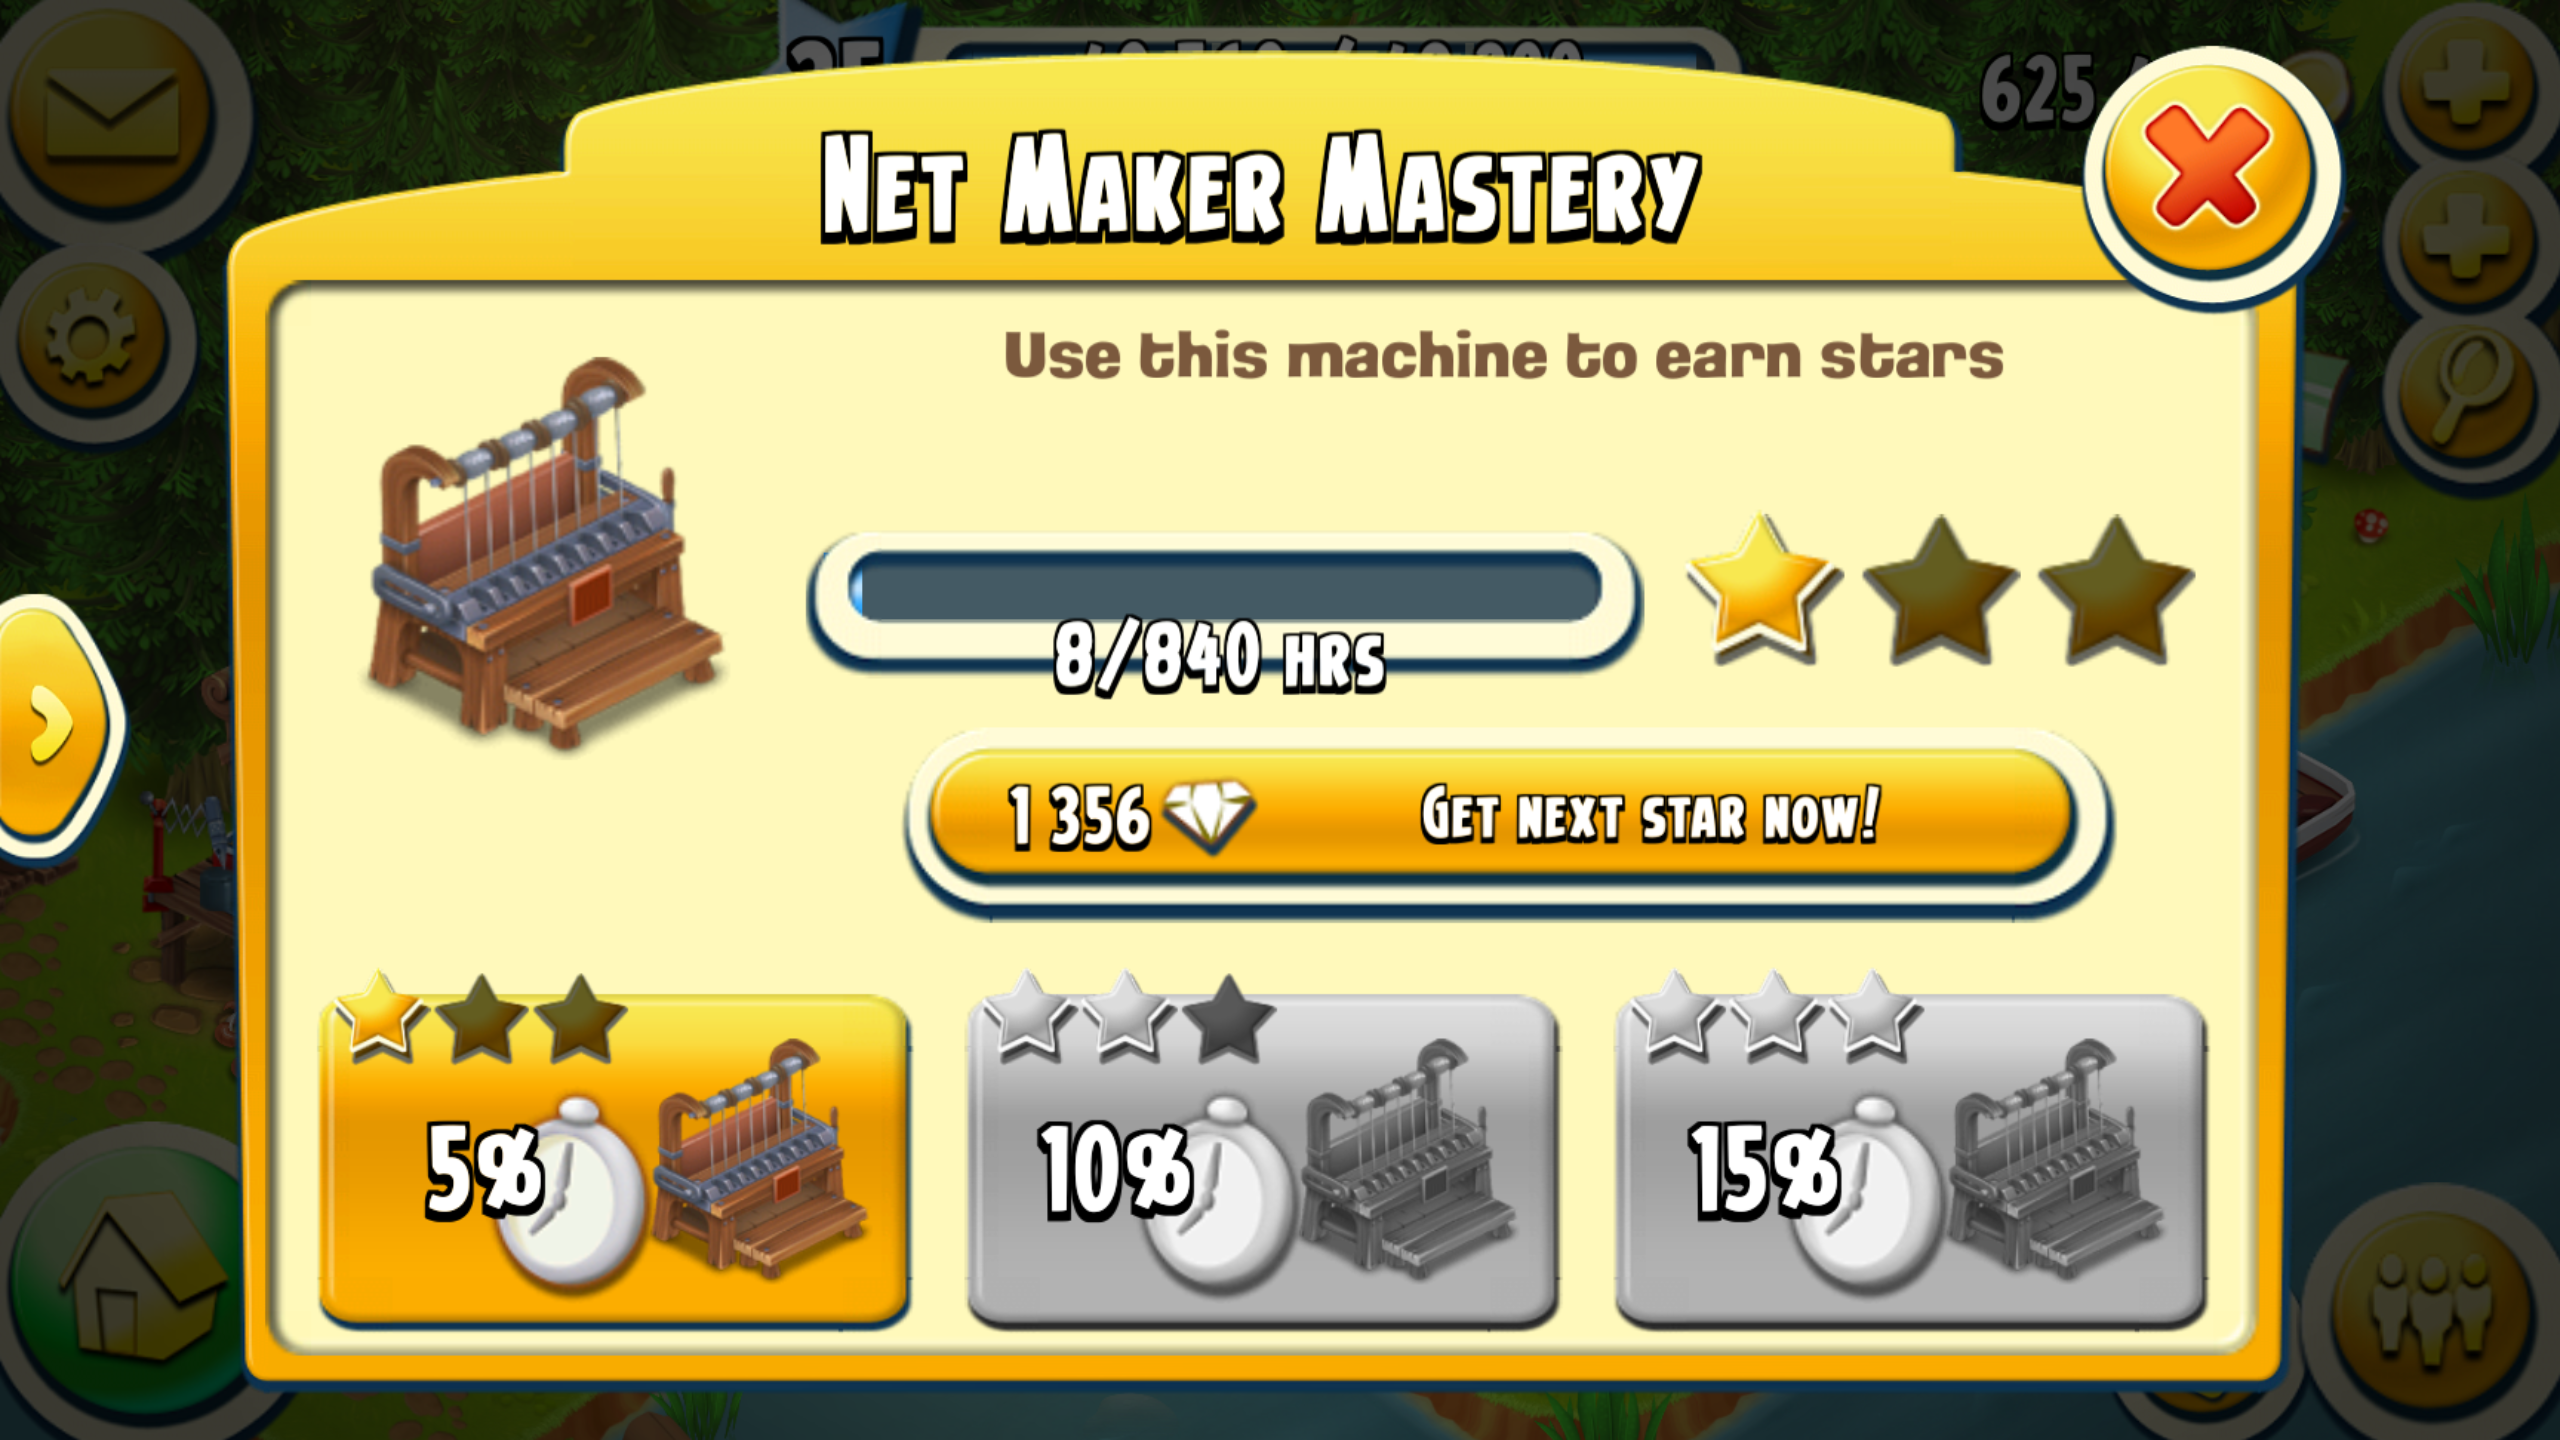 625
Net Maker Mastery
Use this machine to earn stars
8/840 hrs
1 356 Get next star now!
5%
10%
15%